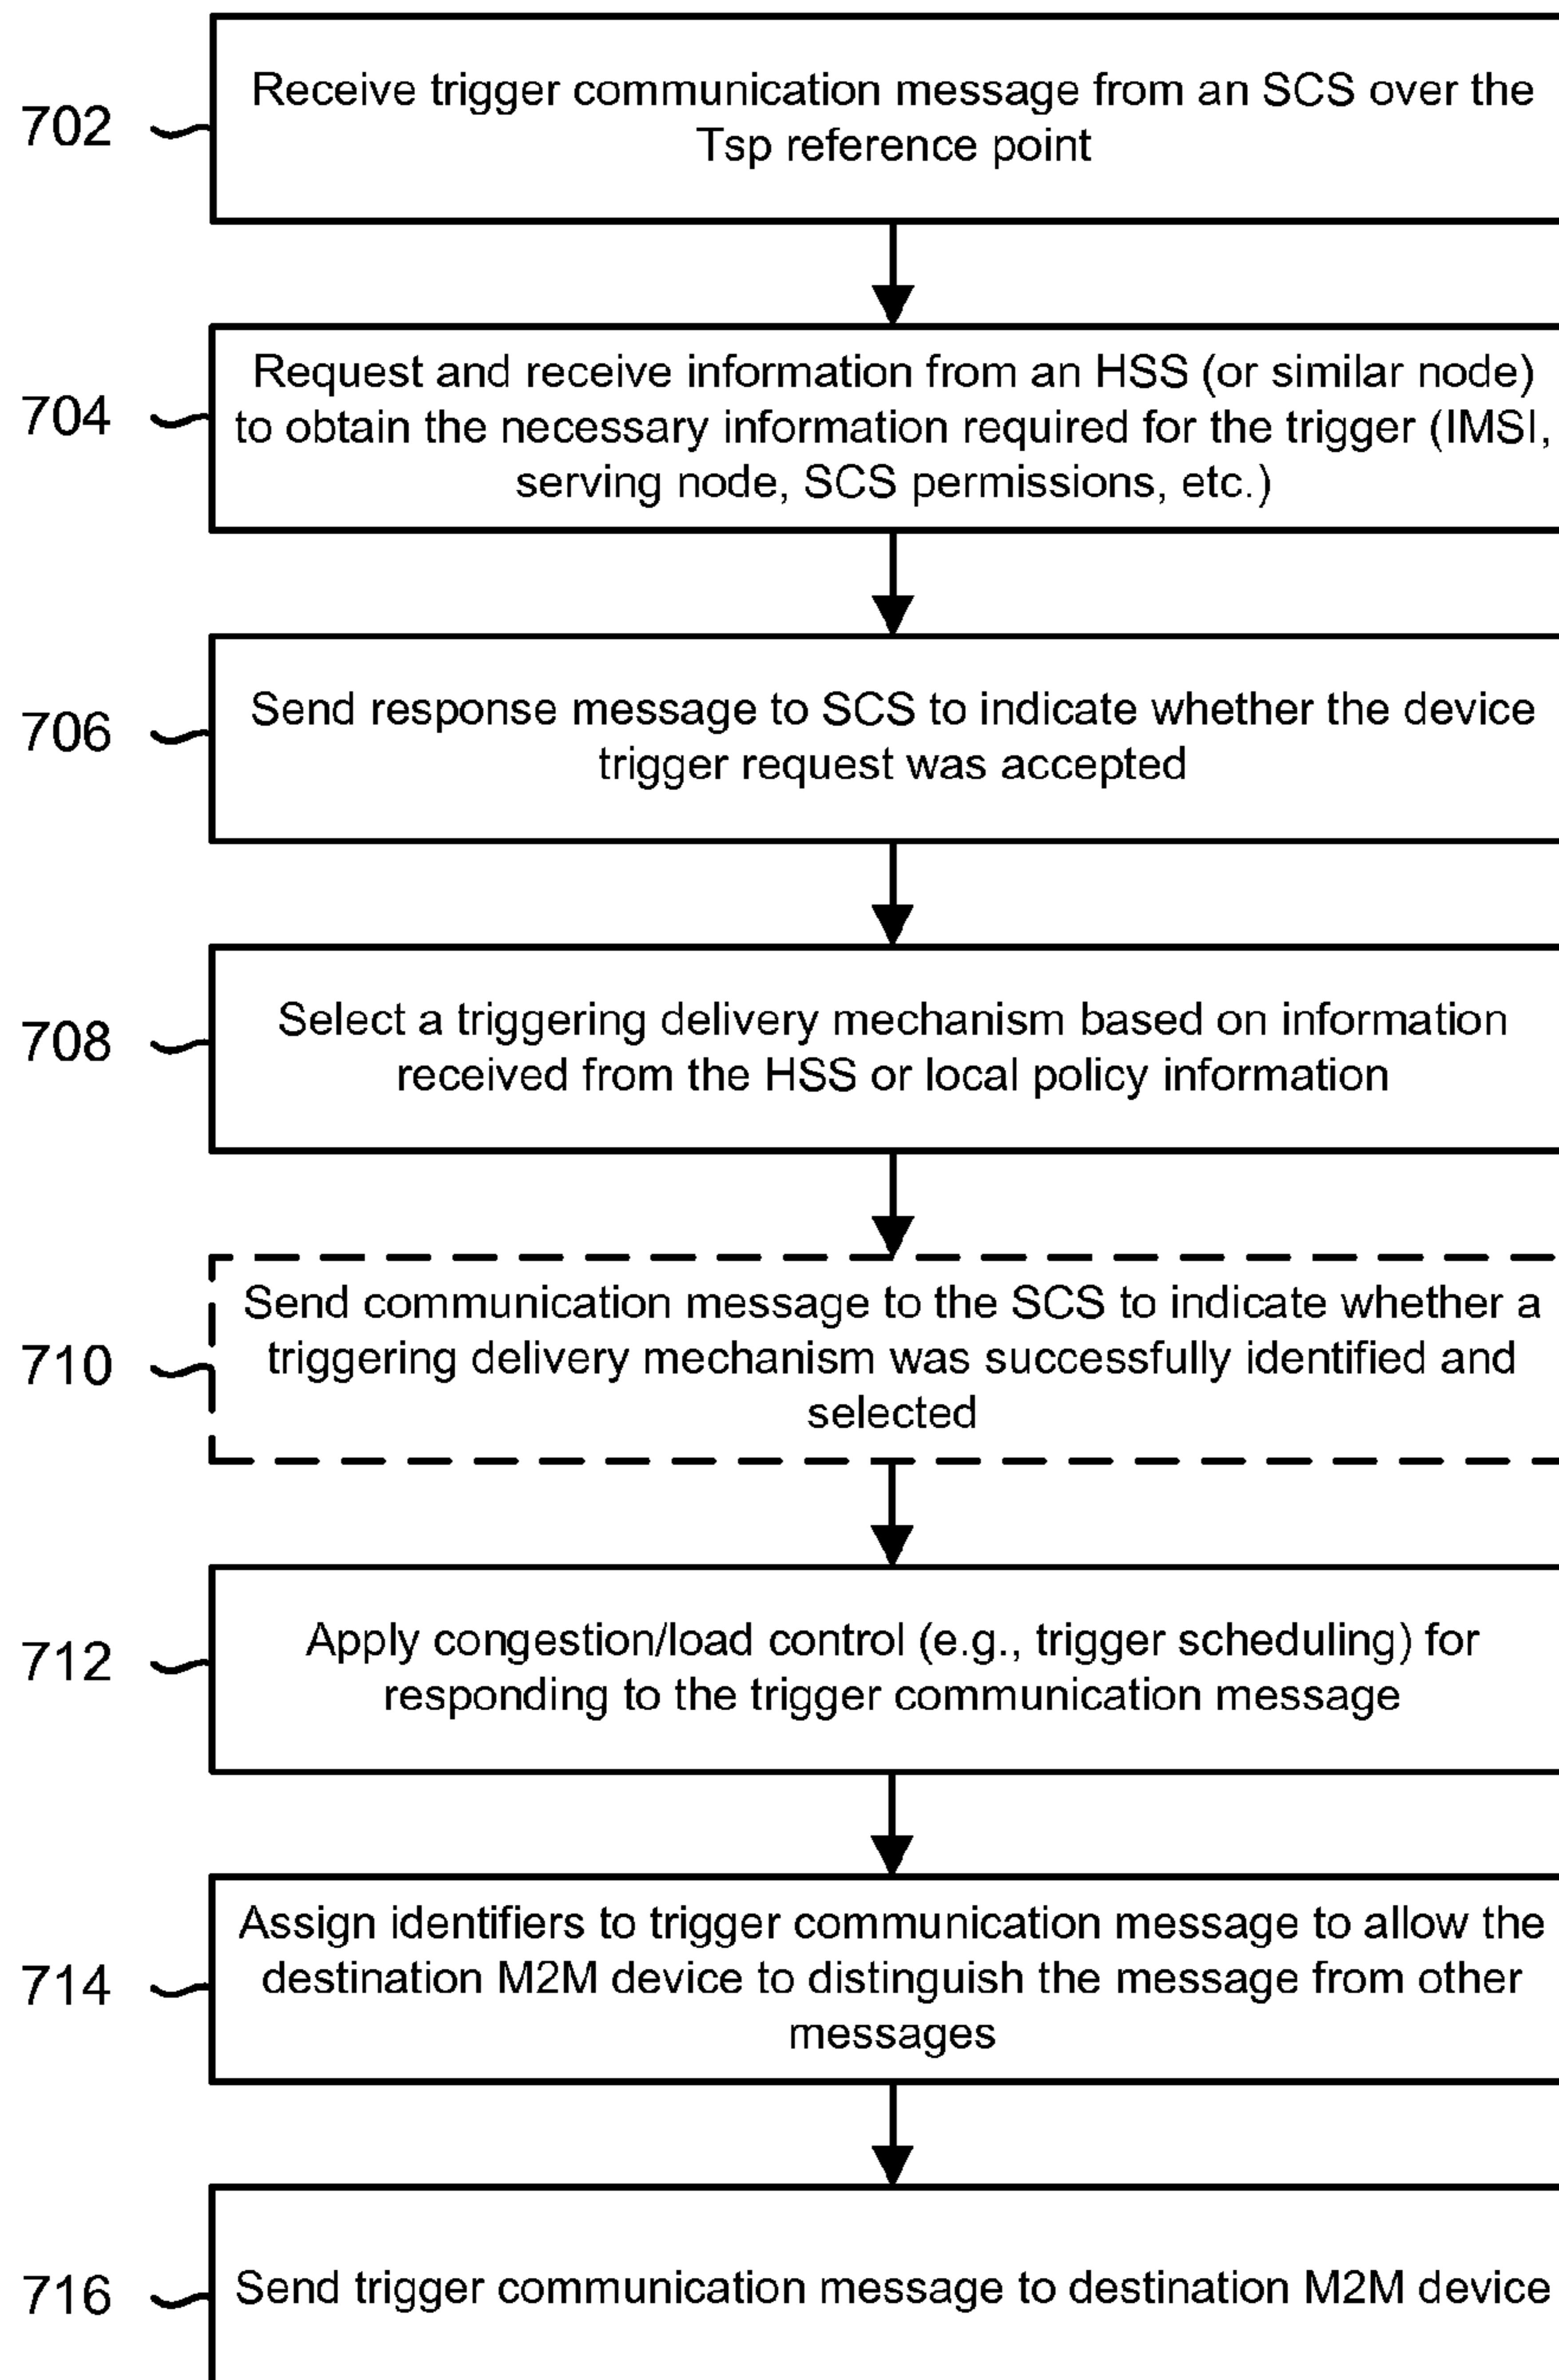 702
Receive trigger communication message from an SCS over the
Tsp reference point
704
Request and receive information from an HSS (or similar node)
to obtain the necessary information required for the trigger (IMSI,
serving node, SCS permissions, etc.)
706
Send response message to SCS to indicate whether the device
trigger request was accepted
708
Select a triggering delivery mechanism based on information
received from the HSS or local policy information
710
Send communication message to the SCS to indicate whether a
triggering delivery mechanism was successfully identified and
selected
712
Apply congestion/load control (e.g., trigger scheduling) for
responding to the trigger communication message
714
Assign identifiers to trigger communication message to allow the
destination M2M device to distinguish the message from other
messages
716
Send trigger communication message to destination M2M device